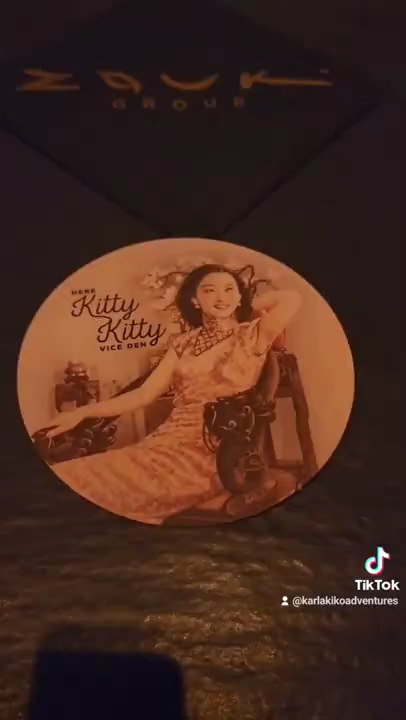 ZOUK
GROUP
HERE
Kitty
Kitty
VICE DEN
TikTok
@karlakikoadventures